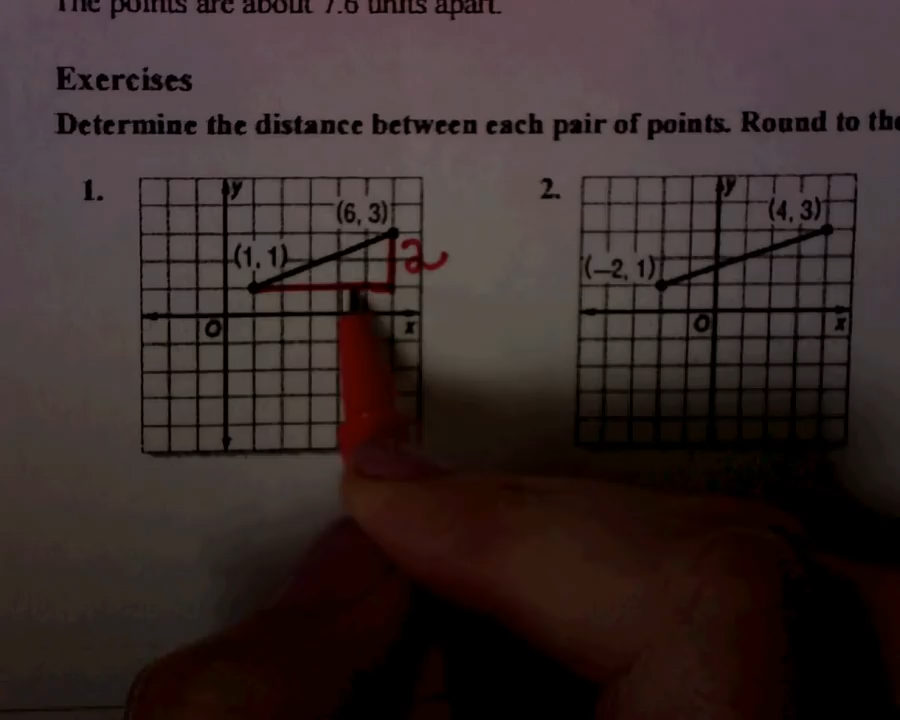 The points are about 7.6 units apart.
Exercises
Determine the distance between each pair of points. Round to the
1.
y
(6, 3)
(1, 1)
2
O
x
2.
y
(4, 3)
(−2, 1)
O
x